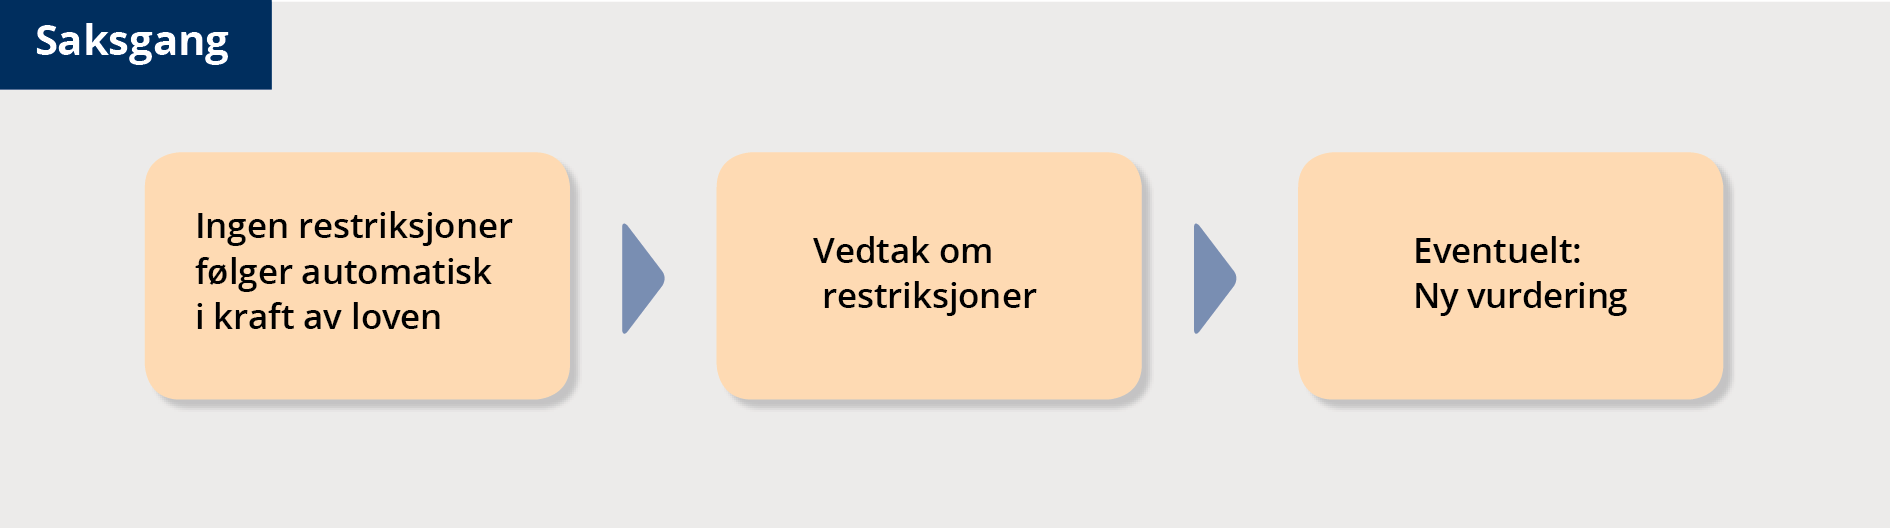 Saksgang
Ingen restriksjoner
følger automatisk
i kraft av loven
Vedtak om
restriksjoner
Eventuelt:
Ny vurdering